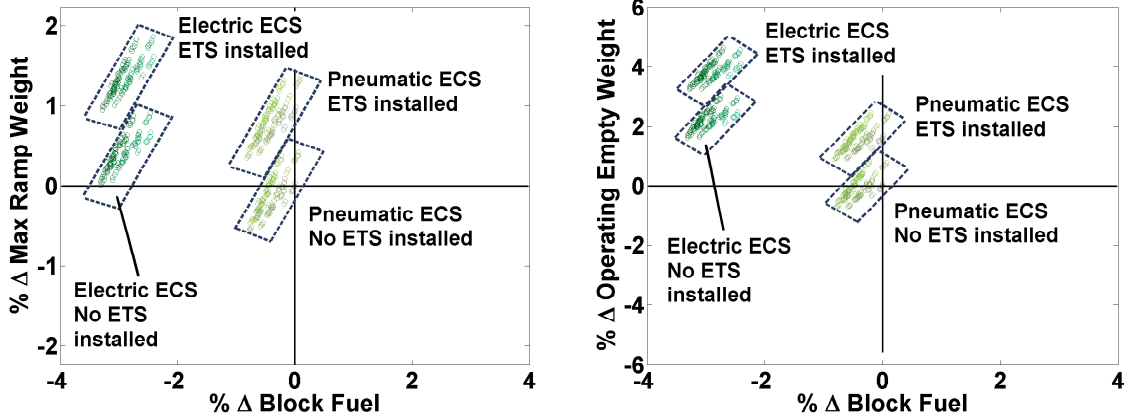 % Δ Max Ramp Weight
2
1
0
-1
-2
-4
-2
0
2
4
% Δ Block Fuel
Electric ECS
ETS installed
Pneumatic ECS
ETS installed
Pneumatic ECS
No ETS installed
Electric ECS
No ETS
installed
% Δ Operating Empty Weight
6
4
2
0
-2
-4
-6
-4
-2
0
2
4
% Δ Block Fuel
Electric ECS
ETS installed
Pneumatic ECS
ETS installed
Pneumatic ECS
No ETS installed
Electric ECS
No ETS
installed